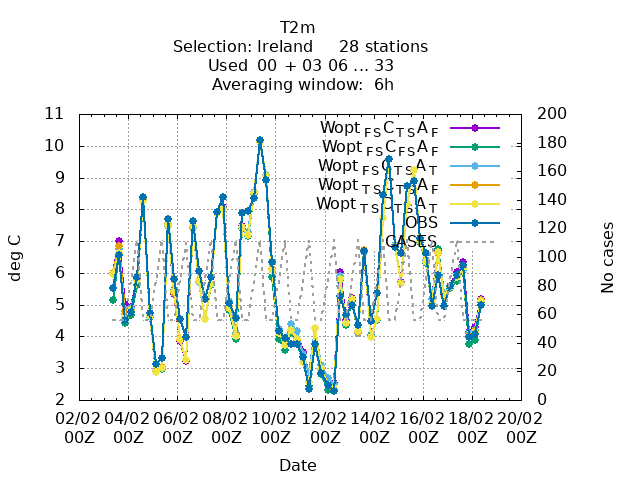 T2m
Selection: Ireland 28 stations
Used 00 + 03 06 ... 33
Averaging window: 6h
deg C
No cases
11
10
9
8
7
6
5
4
3
2
200
180
160
140
120
100
80
60
40
20
0
Wopt FS C TS A F
Wopt FS C FS A F
Wopt FS C TS A T
Wopt TS C TS A F
Wopt TS C TS A T
OBS
CASES
02/02 04/02 06/02 08/02 10/02 12/02 14/02 16/02 18/02 20/02
00Z 00Z 00Z 00Z 00Z 00Z 00Z 00Z 00Z 00Z
Date